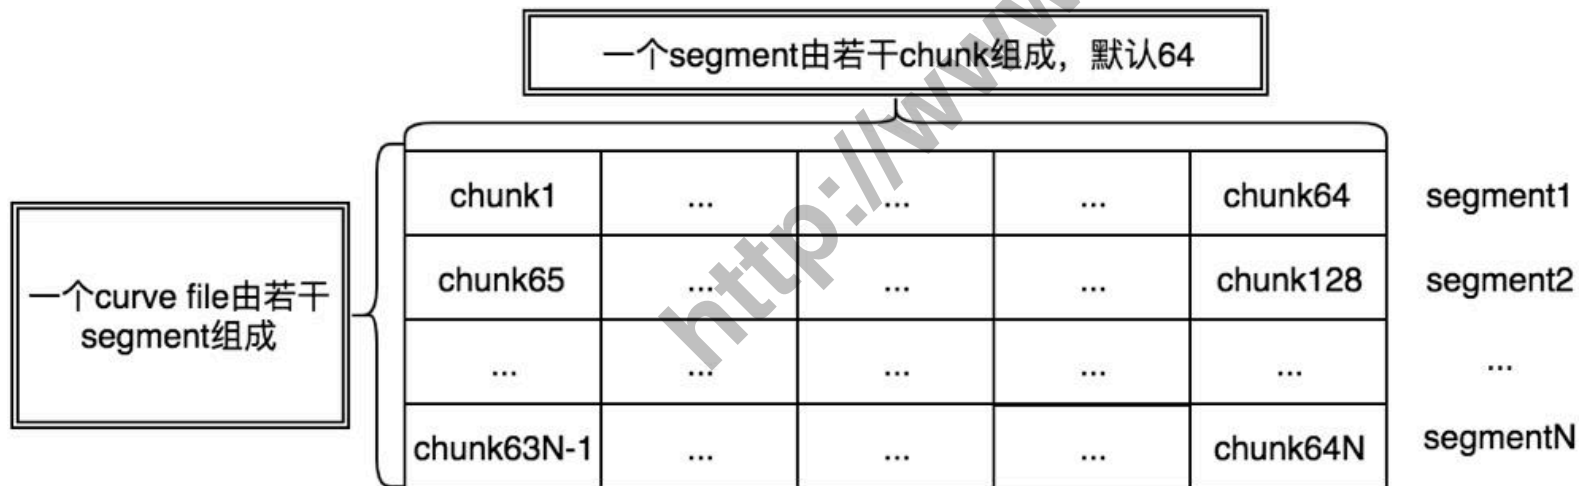 一个segment由若干chunk组成，默认64
chunk1 ... ... ... chunk64 segment1
一个curve file由若干
segment组成
chunk65 ... ... ... chunk128 segment2
... ... ... ... ... ...
chunk63N-1 ... ... ... chunk64N segmentN
http://www